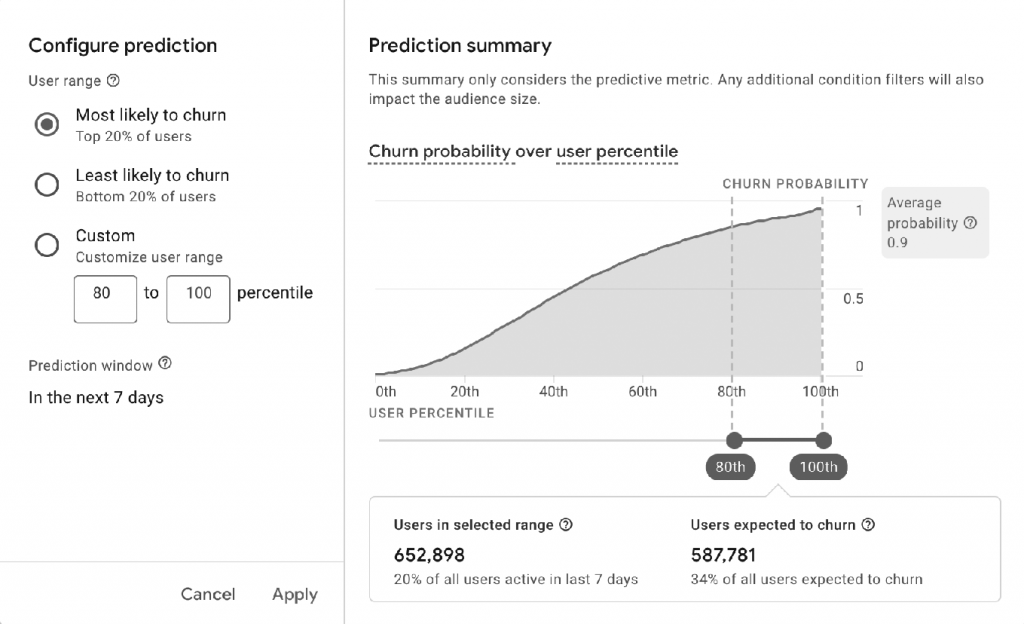 Configure prediction
User range
Most likely to churn
Top 20% of users
Least likely to churn
Bottom 20% of users
Custom
Customize user range
80 to 100 percentile
Prediction window
In the next 7 days
Cancel Apply
Prediction summary
This summary only considers the predictive metric. Any additional condition filters will also
impact the audience size.
Churn probability over user percentile
CHURN PROBABILITY
1
0.5
0
Average
probability
0.9
0th 20th 40th 60th 80th 100th
USER PERCENTILE
80th 100th
Users in selected range
652,898
20% of all users active in last 7 days
Users expected to churn
587,781
34% of all users expected to churn